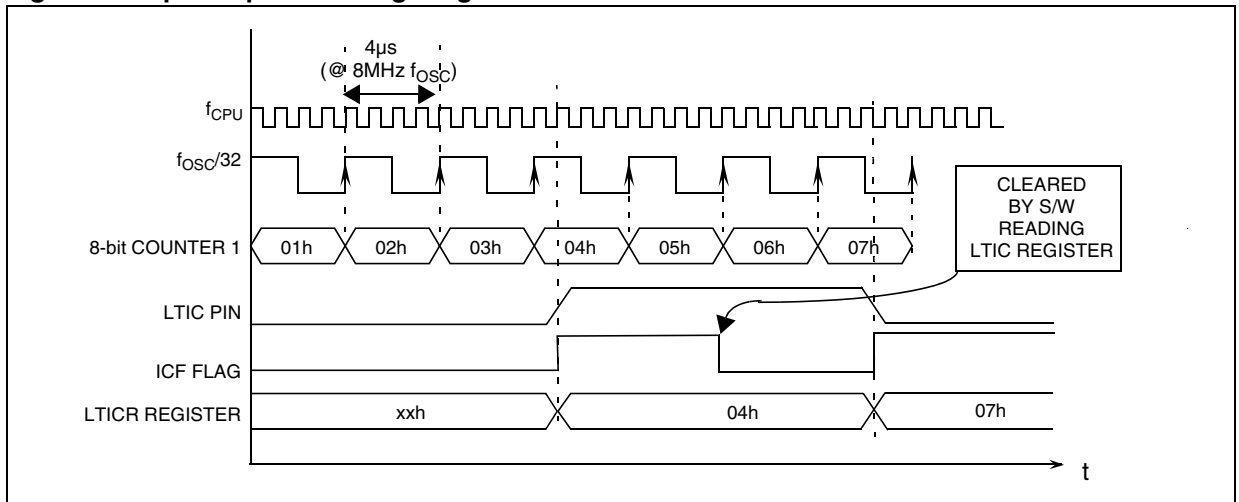 4µs
(@ 8MHz fOSC)
fCPU
fOSC/32
CLEARED
BY S/W
READING
LTIC REGISTER
8-bit COUNTER 1
01h
02h
03h
04h
05h
06h
07h
LTIC PIN
ICF FLAG
LTICR REGISTER
xxh
04h
07h
t